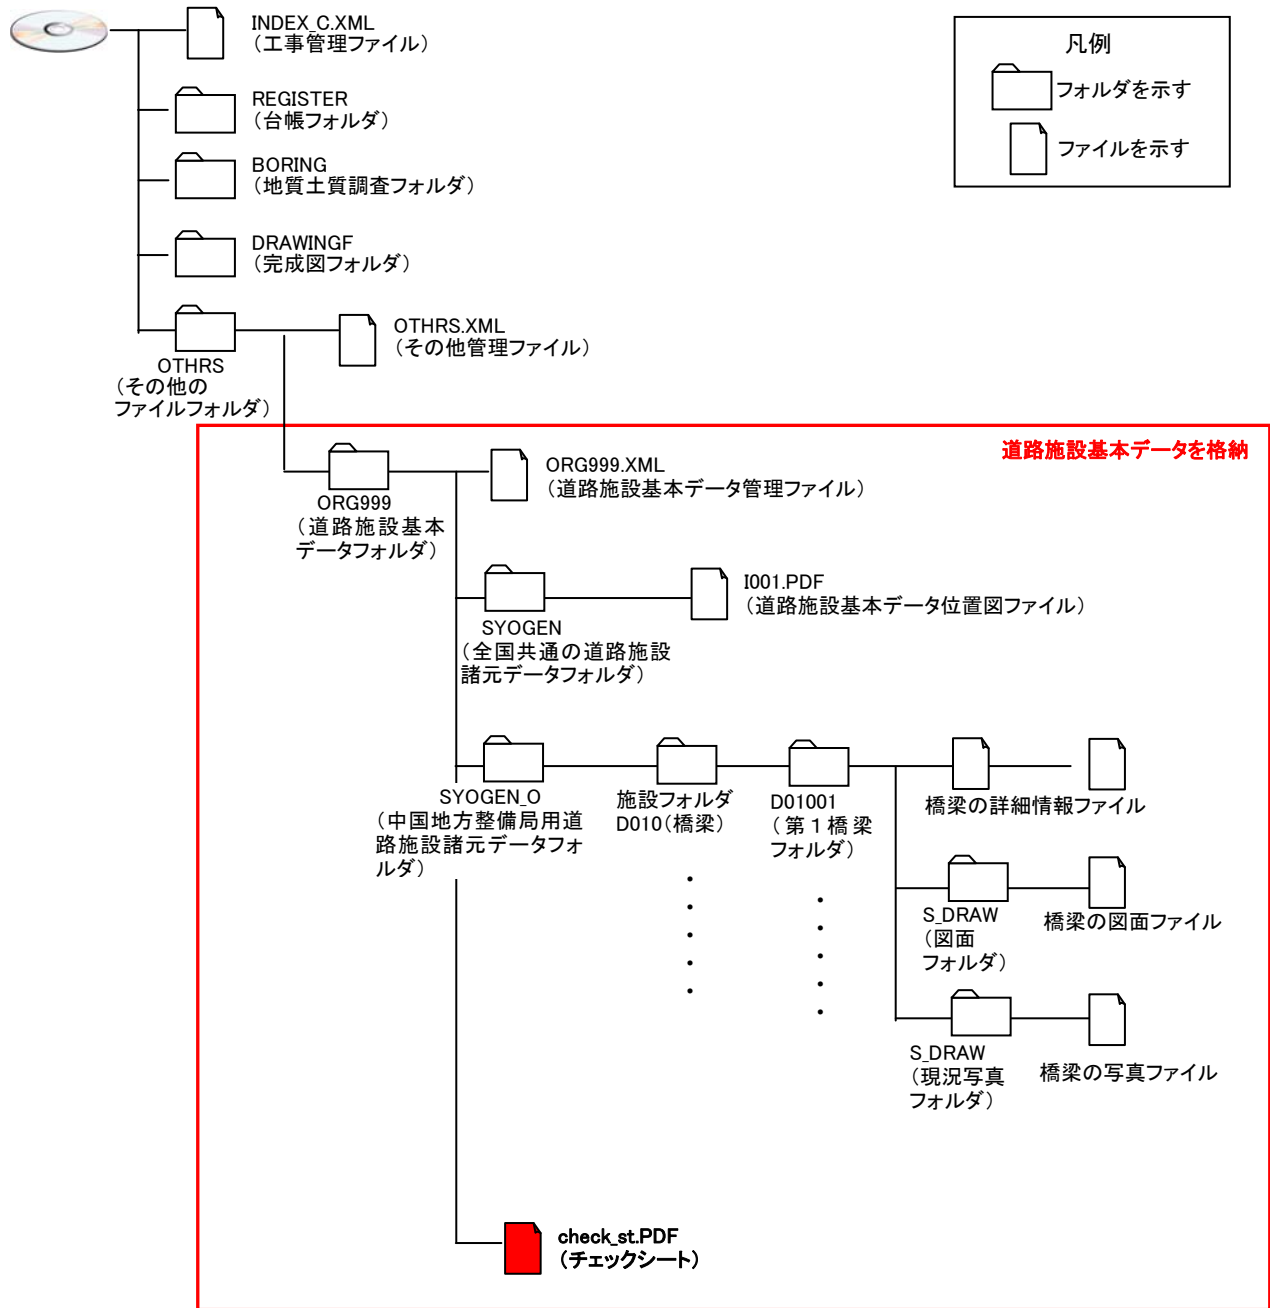 INDEX_C.XML
（工事管理ファイル）
凡例
フォルダを示す
ファイルを示す
REGISTER
（台帳フォルダ）
BORING
（地質土質調査フォルダ）
DRAWINGF
（完成図フォルダ）
OTHRS
（その他の
ファイルフォルダ）
OTHRS.XML
（その他管理ファイル）
道路施設基本データを格納
ORG999
（道路施設基本
データフォルダ）
ORG999.XML
（道路施設基本データ管理ファイル）
SYOGEN
（全国共通の道路施設
諸元データフォルダ）
I001.PDF
（道路施設基本データ位置図ファイル）
SYOGEN_O
（中国地方整備局用道
路施設諸元データフォ
ルダ）
施設フォルダ
D010（橋梁）
D01001
（第１橋梁
フォルダ）
橋梁の詳細情報ファイル
S_DRAW
（図面
フォルダ）
橋梁の図面ファイル
S_DRAW
（現況写真
フォルダ）
橋梁の写真ファイル
check_st.PDF
（チェックシート）